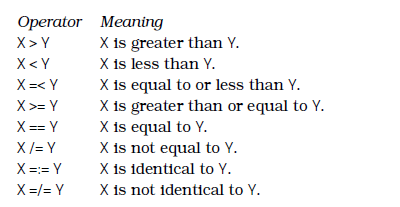 Operator Meaning
X > Y X is greater than Y.
X < Y X is less than Y.
X =< Y X is equal to or less than Y.
X >= Y X is greater than or equal to Y.
X == Y X is equal to Y.
X /= Y X is not equal to Y.
X =:= Y X is identical to Y.
X =/= Y X is not identical to Y.